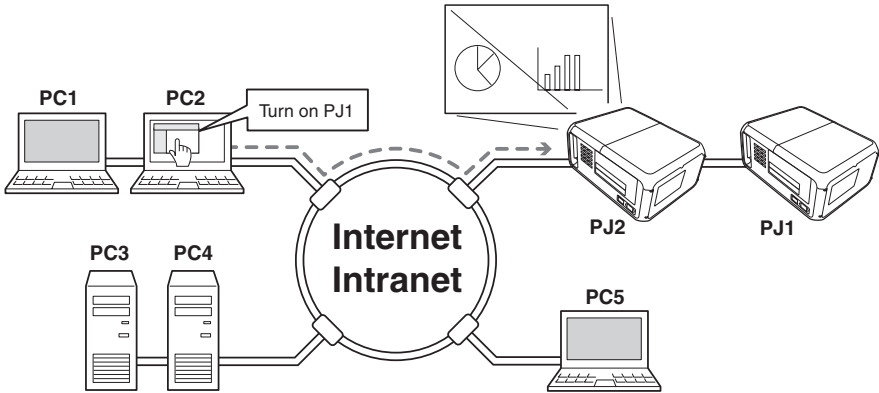 PC1
PC2
Turn on PJ1
PJ2
PJ1
Internet
Intranet
PC3
PC4
PC5